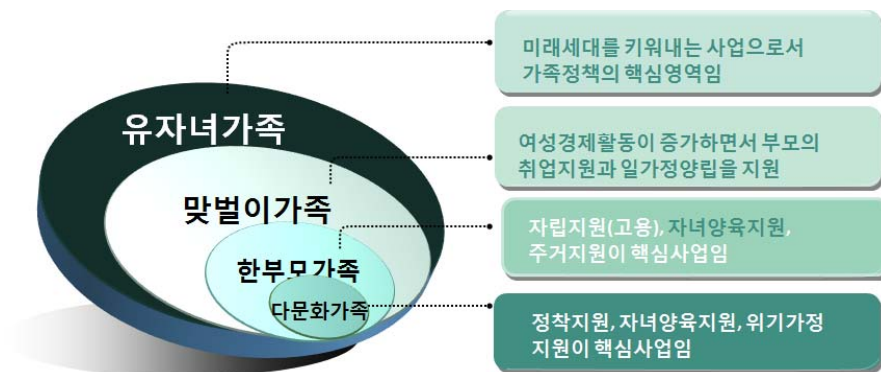 유자녀가족
맞벌이가족
한부모가족
다문화가족
미래세대를 키워내는 사업으로서
가족정책의 핵심영역임
여성경제활동이 증가하면서 부모의
취업지원과 일가정양립을 지원
자립지원(고용), 자녀양육지원,
주거지원이 핵심사업임
정착지원, 자녀양육지원, 위기가정
지원이 핵심사업임